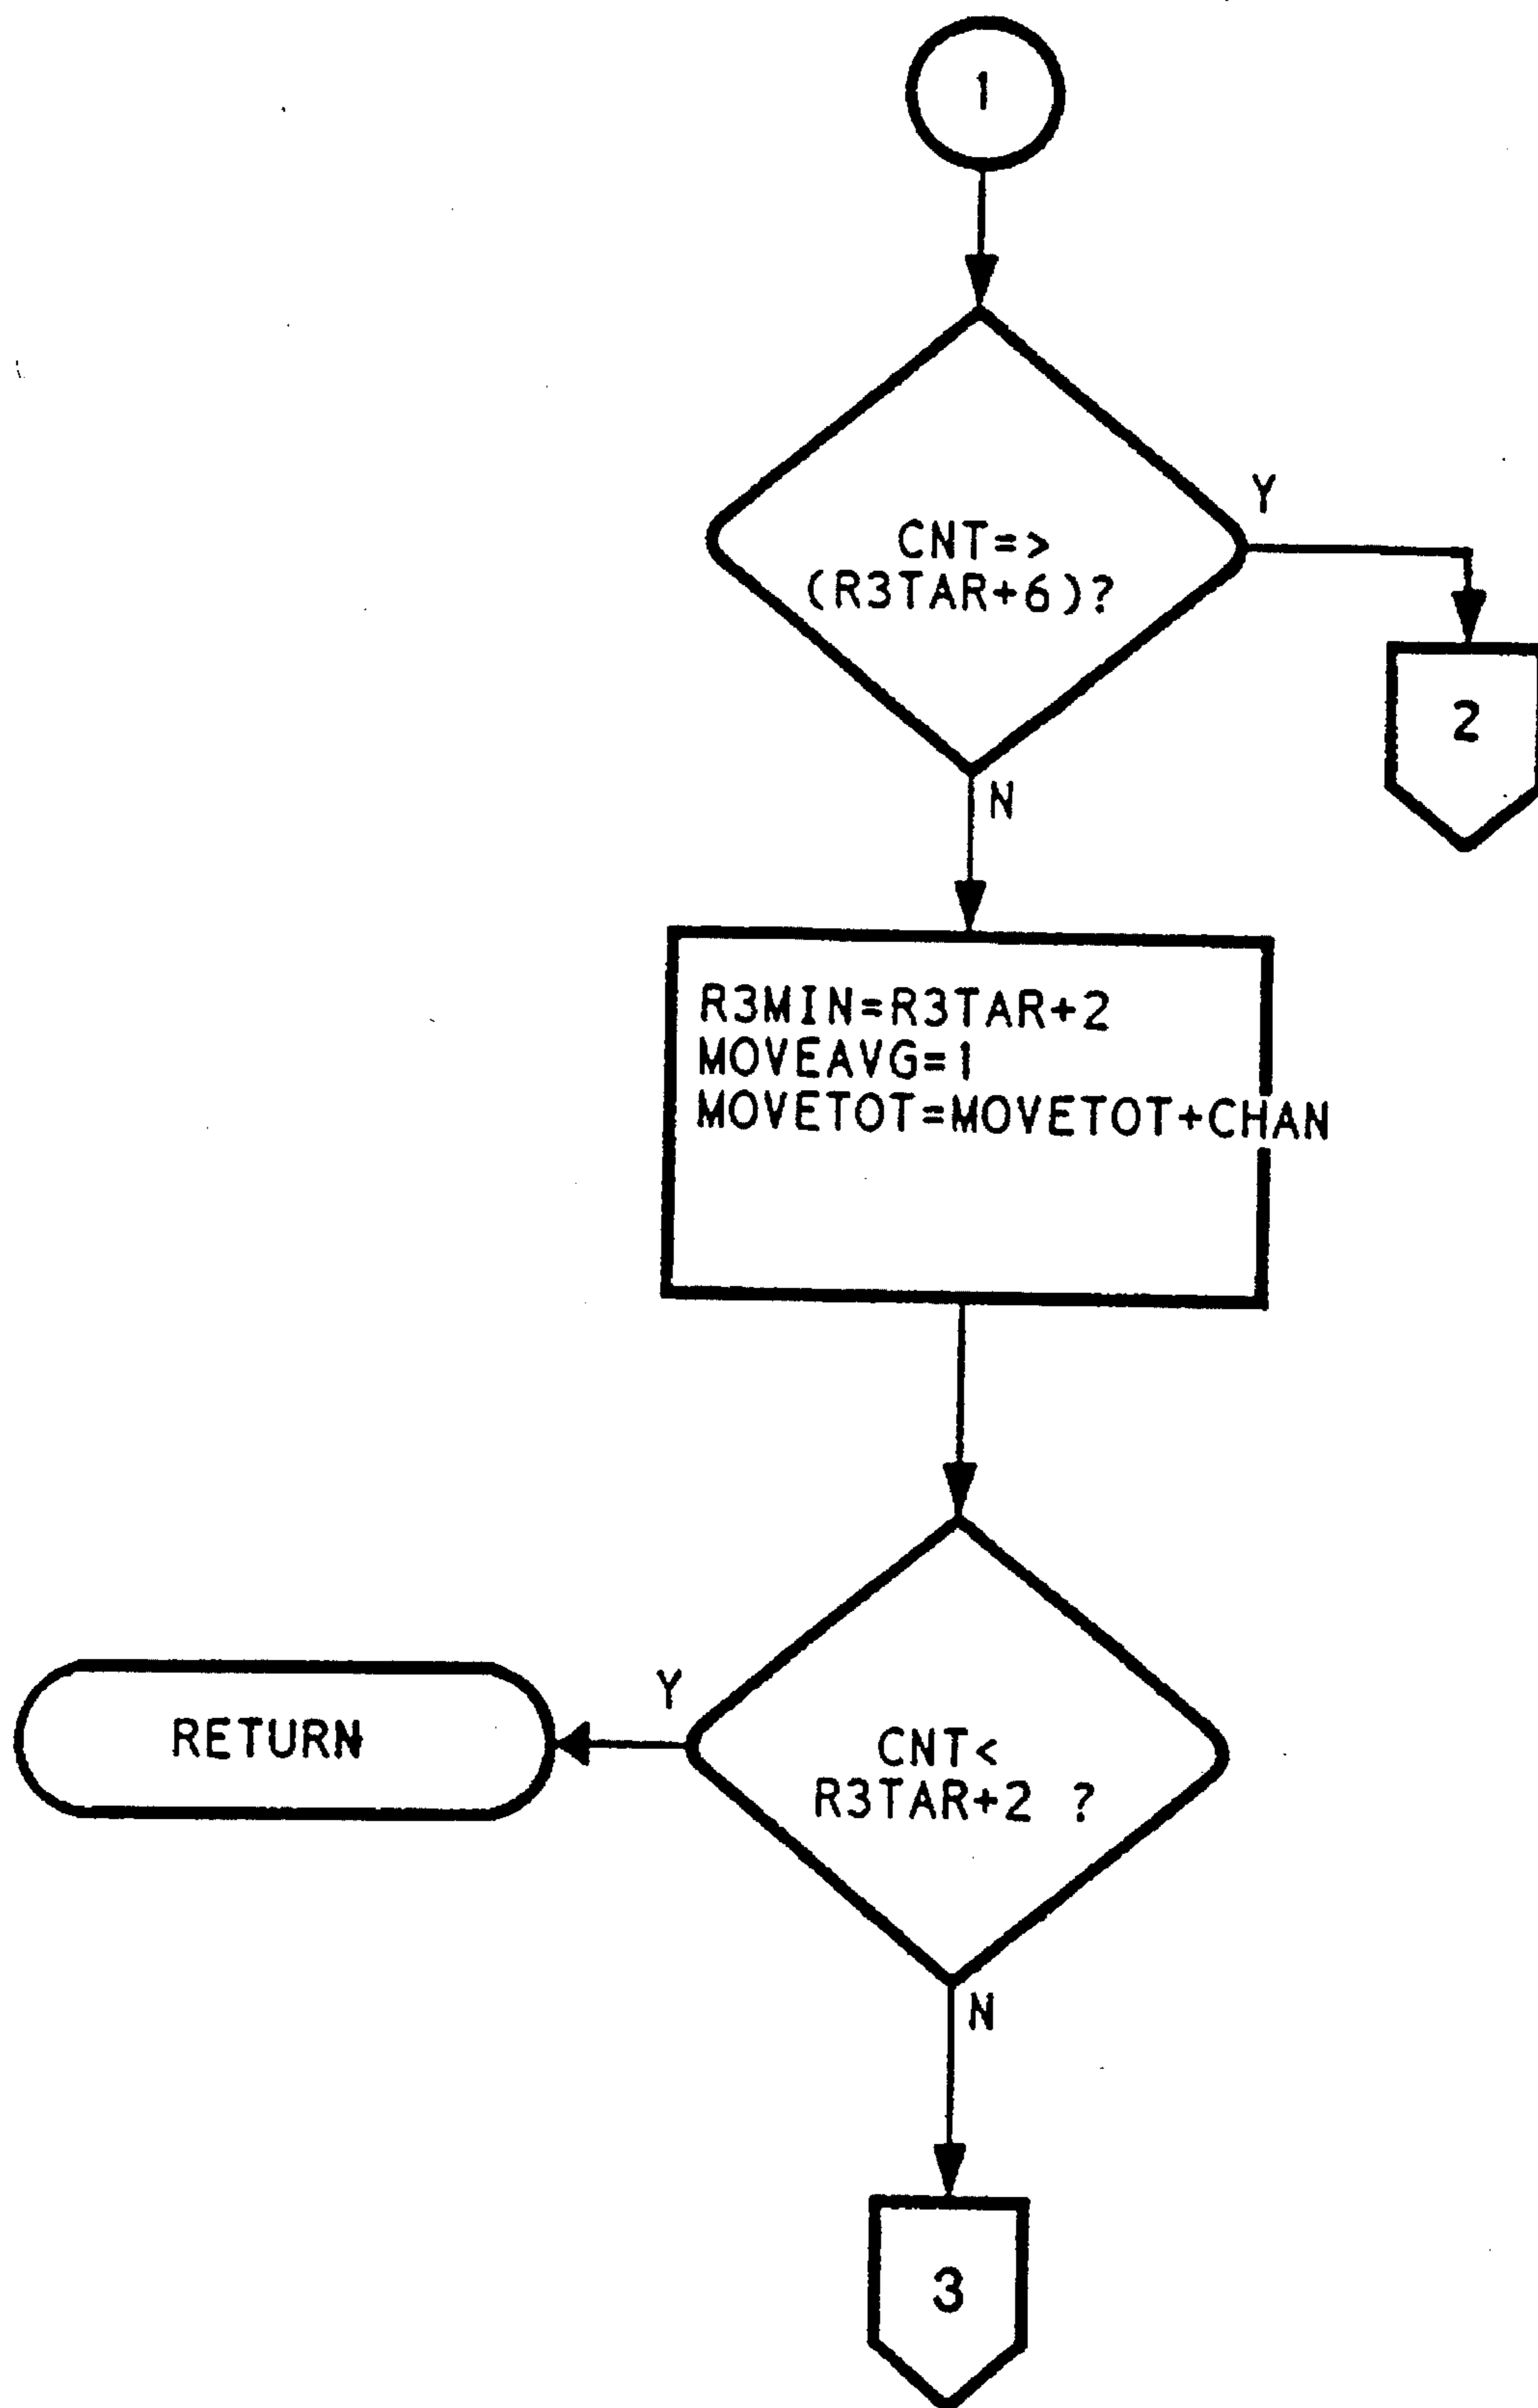 1
CNT=>
(R3TAR+6)?
Y
2
N
R3MIN=R3TAR+2
MOVEAVG=1
MOVETOT=MOVETOT+CHAN
Y
RETURN
CNT<
R3TAR+2 ?
N
3